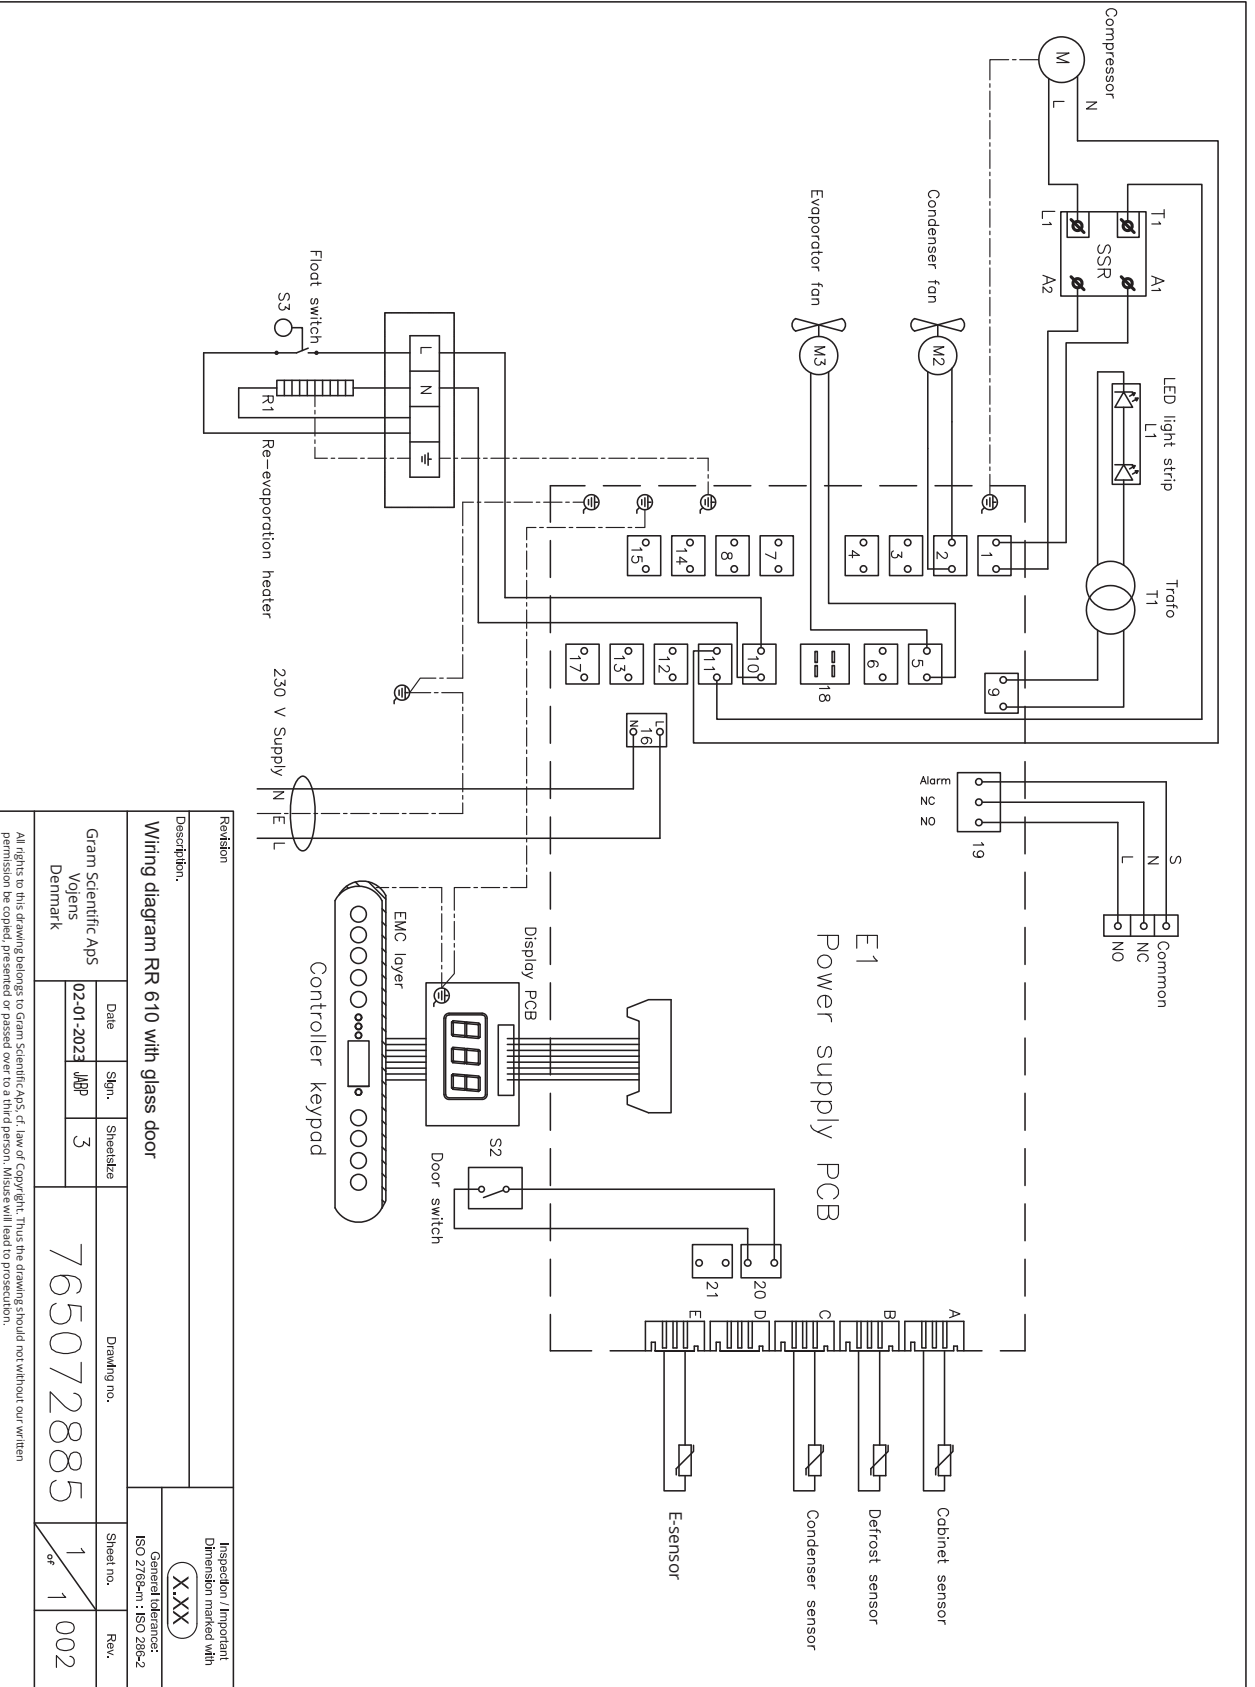 Compressor
M
N
L
T1
A1
SSR
L1
A2
LED light strip
L1
Trafo
T1
Condenser fan
M2
Evaporator fan
M3
Float switch
S3
L
N
R1
Re-evaporation heater
1
2
3
4
7
8
14
15
9
5
6
18
10
11
12
13
17
L
16
N
230 V Supply
N
E
L
Alarm
NC
NO
19
S
N
L
Common
NC
NO
E1
Power supply PCB
Display PCB
EMC layer
Controller keypad
S2
Door switch
20
21
A
B
C
D
E
Cabinet sensor
Defrost sensor
Condenser sensor
E-sensor
Revision
Description.
Wiring diagram RR 610 with glass door
Inspection / Important
Dimension marked with
X.XX
Generel tolerance:
ISO 2768-m : ISO 286-2
Gram Scientific ApS
Vojens
Denmark
Date
02-01-2023
Sign.
JABP
Sheetsize
3
Drawing no.
765072885
Sheet no.
1 of 1
Rev.
002
All rights to this drawing belongs to Gram Scientific ApS, cf. law of Copyright. Thus the drawing should not without our written
permission be copied, presented or passed over to a third person. Misuse will lead to prosecution.